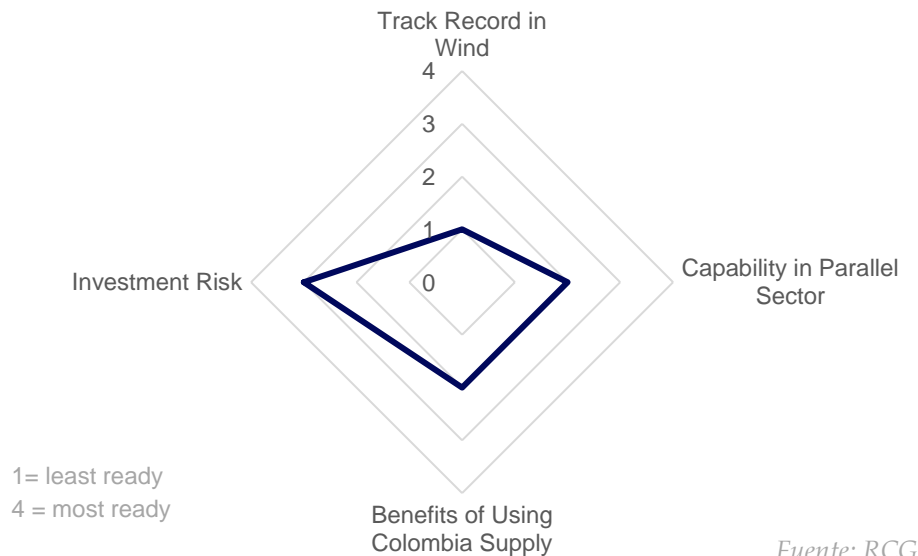 Track Record in
Wind
4
3
2
1
0
Investment Risk
Capability in Parallel
Sector
1= least ready
4 = most ready
Benefits of Using
Colombia Supply
Fuente: RCG